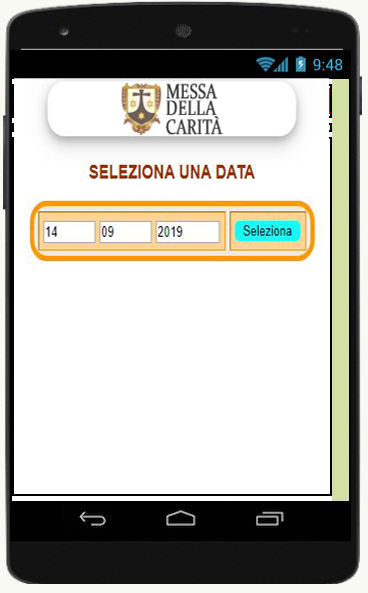 9:48
MESSA
DELLA
CARITÀ
SELEZIONA UNA DATA
14 09 2019 Seleziona